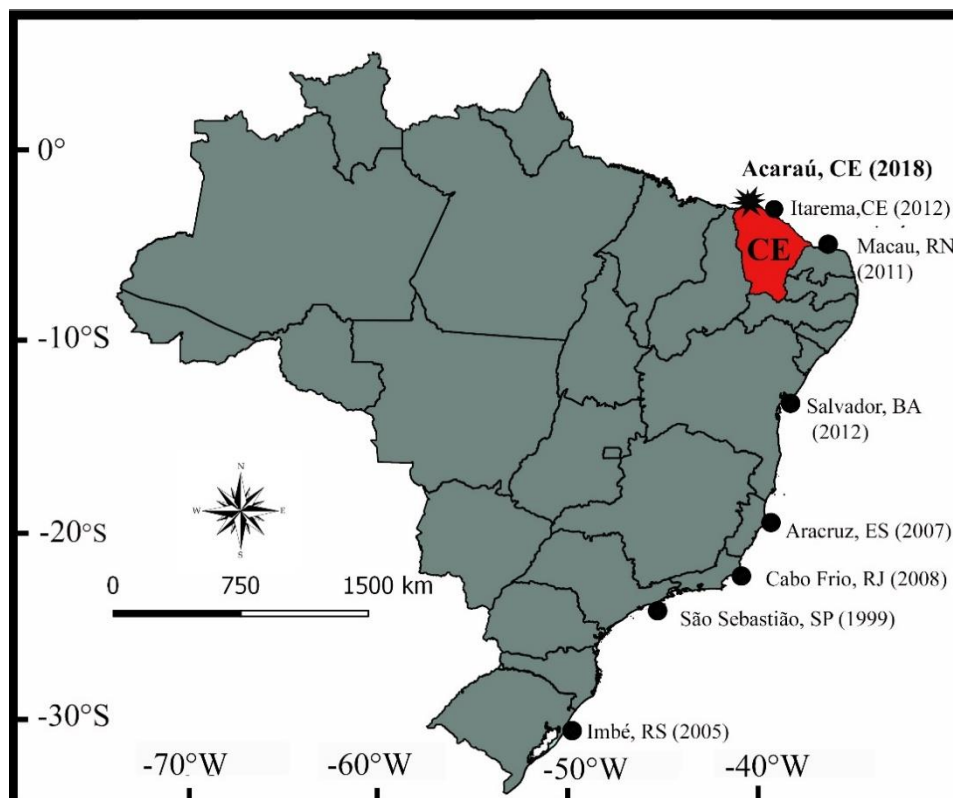 0°
Acaraú, CE (2018)
Itarema,CE (2012)
CE
Macau, RN
(2011)
-10°S
Salvador, BA
(2012)
N
W
E
S
-20°S
Aracruz, ES (2007)
0
750
1500 km
Cabo Frio, RJ (2008)
São Sebastião, SP (1999)
-30°S
Imbé, RS (2005)
-70°W
-60°W
-50°W
-40°W